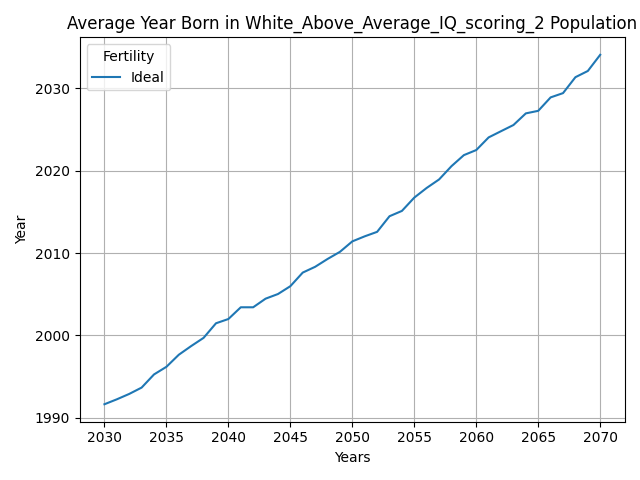 Average Year Born in White_Above_Average_IQ_scoring_2 Population
Fertility
Ideal
Year
2030
2020
2010
2000
1990
2030 2035 2040 2045 2050 2055 2060 2065 2070
Years